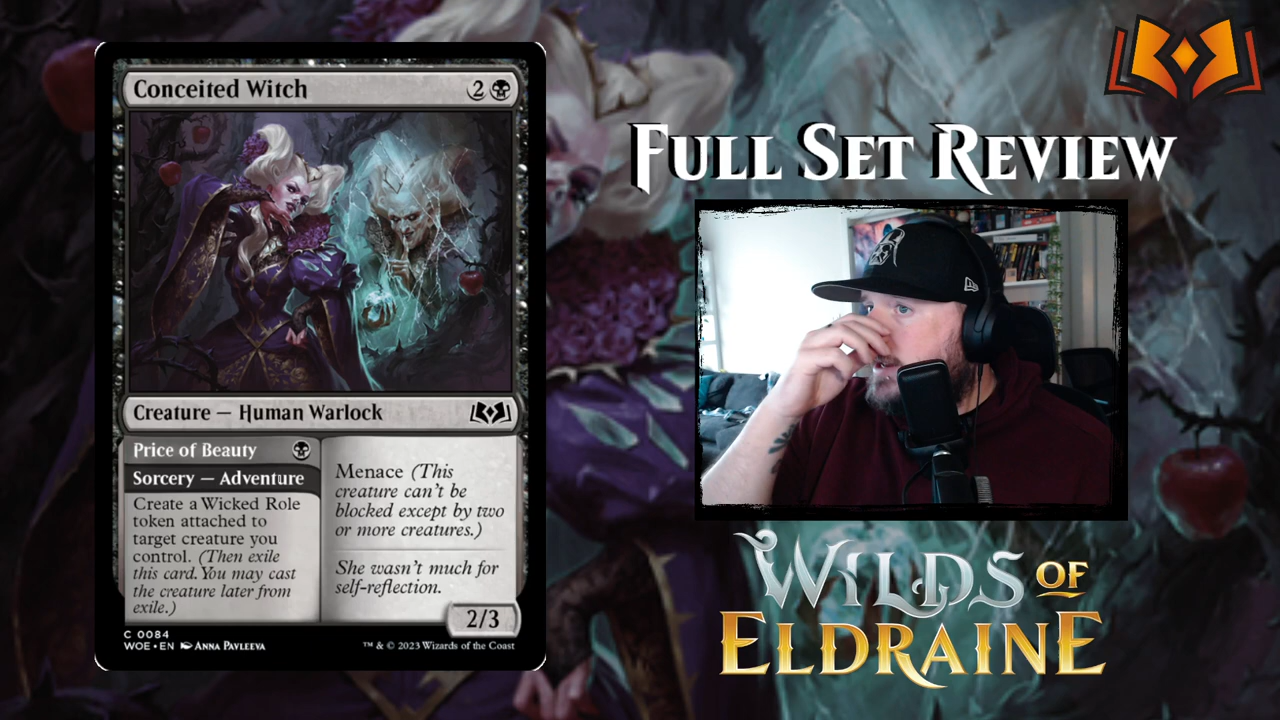 Conceited Witch 2
Creature — Human Warlock
Price of Beauty
Sorcery — Adventure
Create a Wicked Role
token attached to
target creature you
control. (Then exile
this card. You may cast
the creature later from
exile.)
Menace (This
creature can't be
blocked except by two
or more creatures.)
She wasn't much for
self-reflection.
2/3
C 0084
WOE • EN Anna Pavleeva
™ & © 2023 Wizards of the Coast
Full Set Review
Wilds of
Eldraine